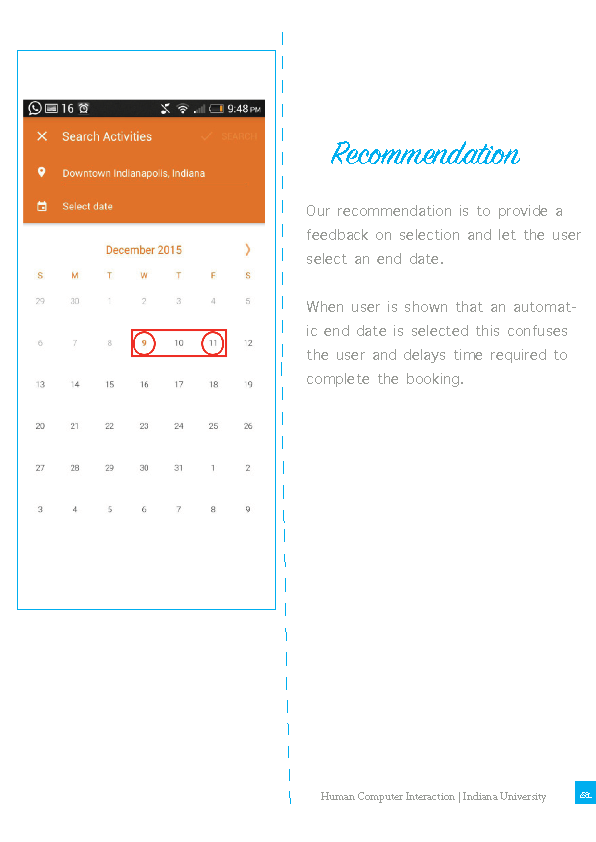 16 9:48 PM
Search Activities SEARCH
Downtown Indianapolis, Indiana
Select date
December 2015
S M T W T F S
29 30 1 2 3 4 5
6 7 8 9 10 11 12
13 14 15 16 17 18 19
20 21 22 23 24 25 26
27 28 29 30 31 1 2
3 4 5 6 7 8 9
Recommendation
Our recommendation is to provide a
feedback on selection and let the user
select an end date.
When user is shown that an automat-
ic end date is selected this confuses
the user and delays time required to
complete the booking.
Human Computer Interaction | Indiana University